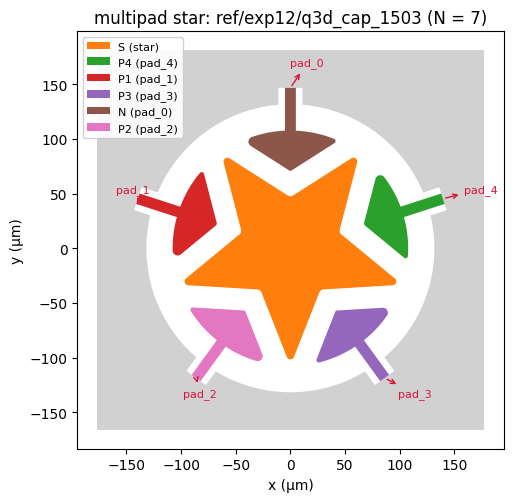 multipad star: ref/exp12/q3d_cap_1503 (N = 7)
S (star)
P4 (pad_4)
P1 (pad_1)
P3 (pad_3)
N (pad_0)
P2 (pad_2)
pad_0
pad_1
pad_4
pad_2
pad_3
150
100
50
0
−50
−100
−150
y (μm)
−150 −100 −50 0 50 100 150
x (μm)